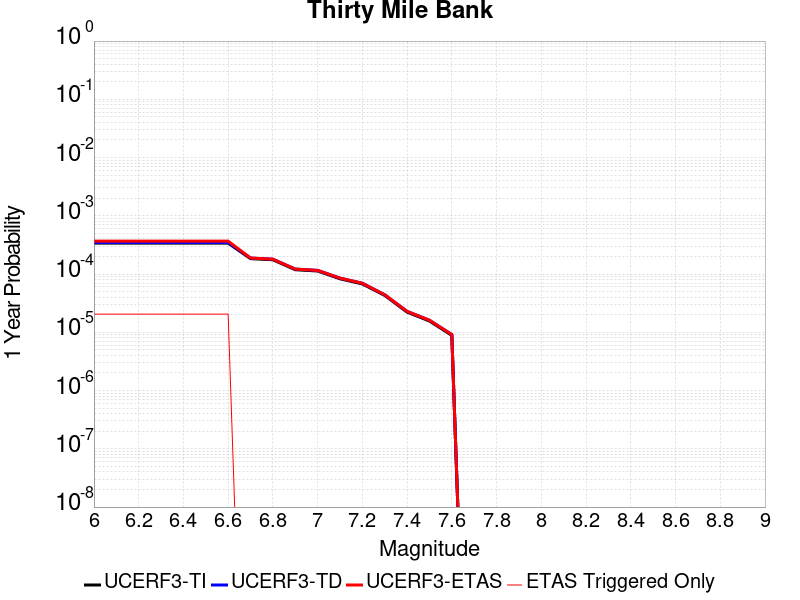 Thirty Mile Bank
10^0
10^-1
10^-2
10^-3
10^-4
10^-5
10^-6
10^-7
10^-8
1 Year Probability
6 6.2 6.4 6.6 6.8 7 7.2 7.4 7.6 7.8 8 8.2 8.4 8.6 8.8 9
Magnitude
UCERF3-TI UCERF3-TD UCERF3-ETAS ETAS Triggered Only